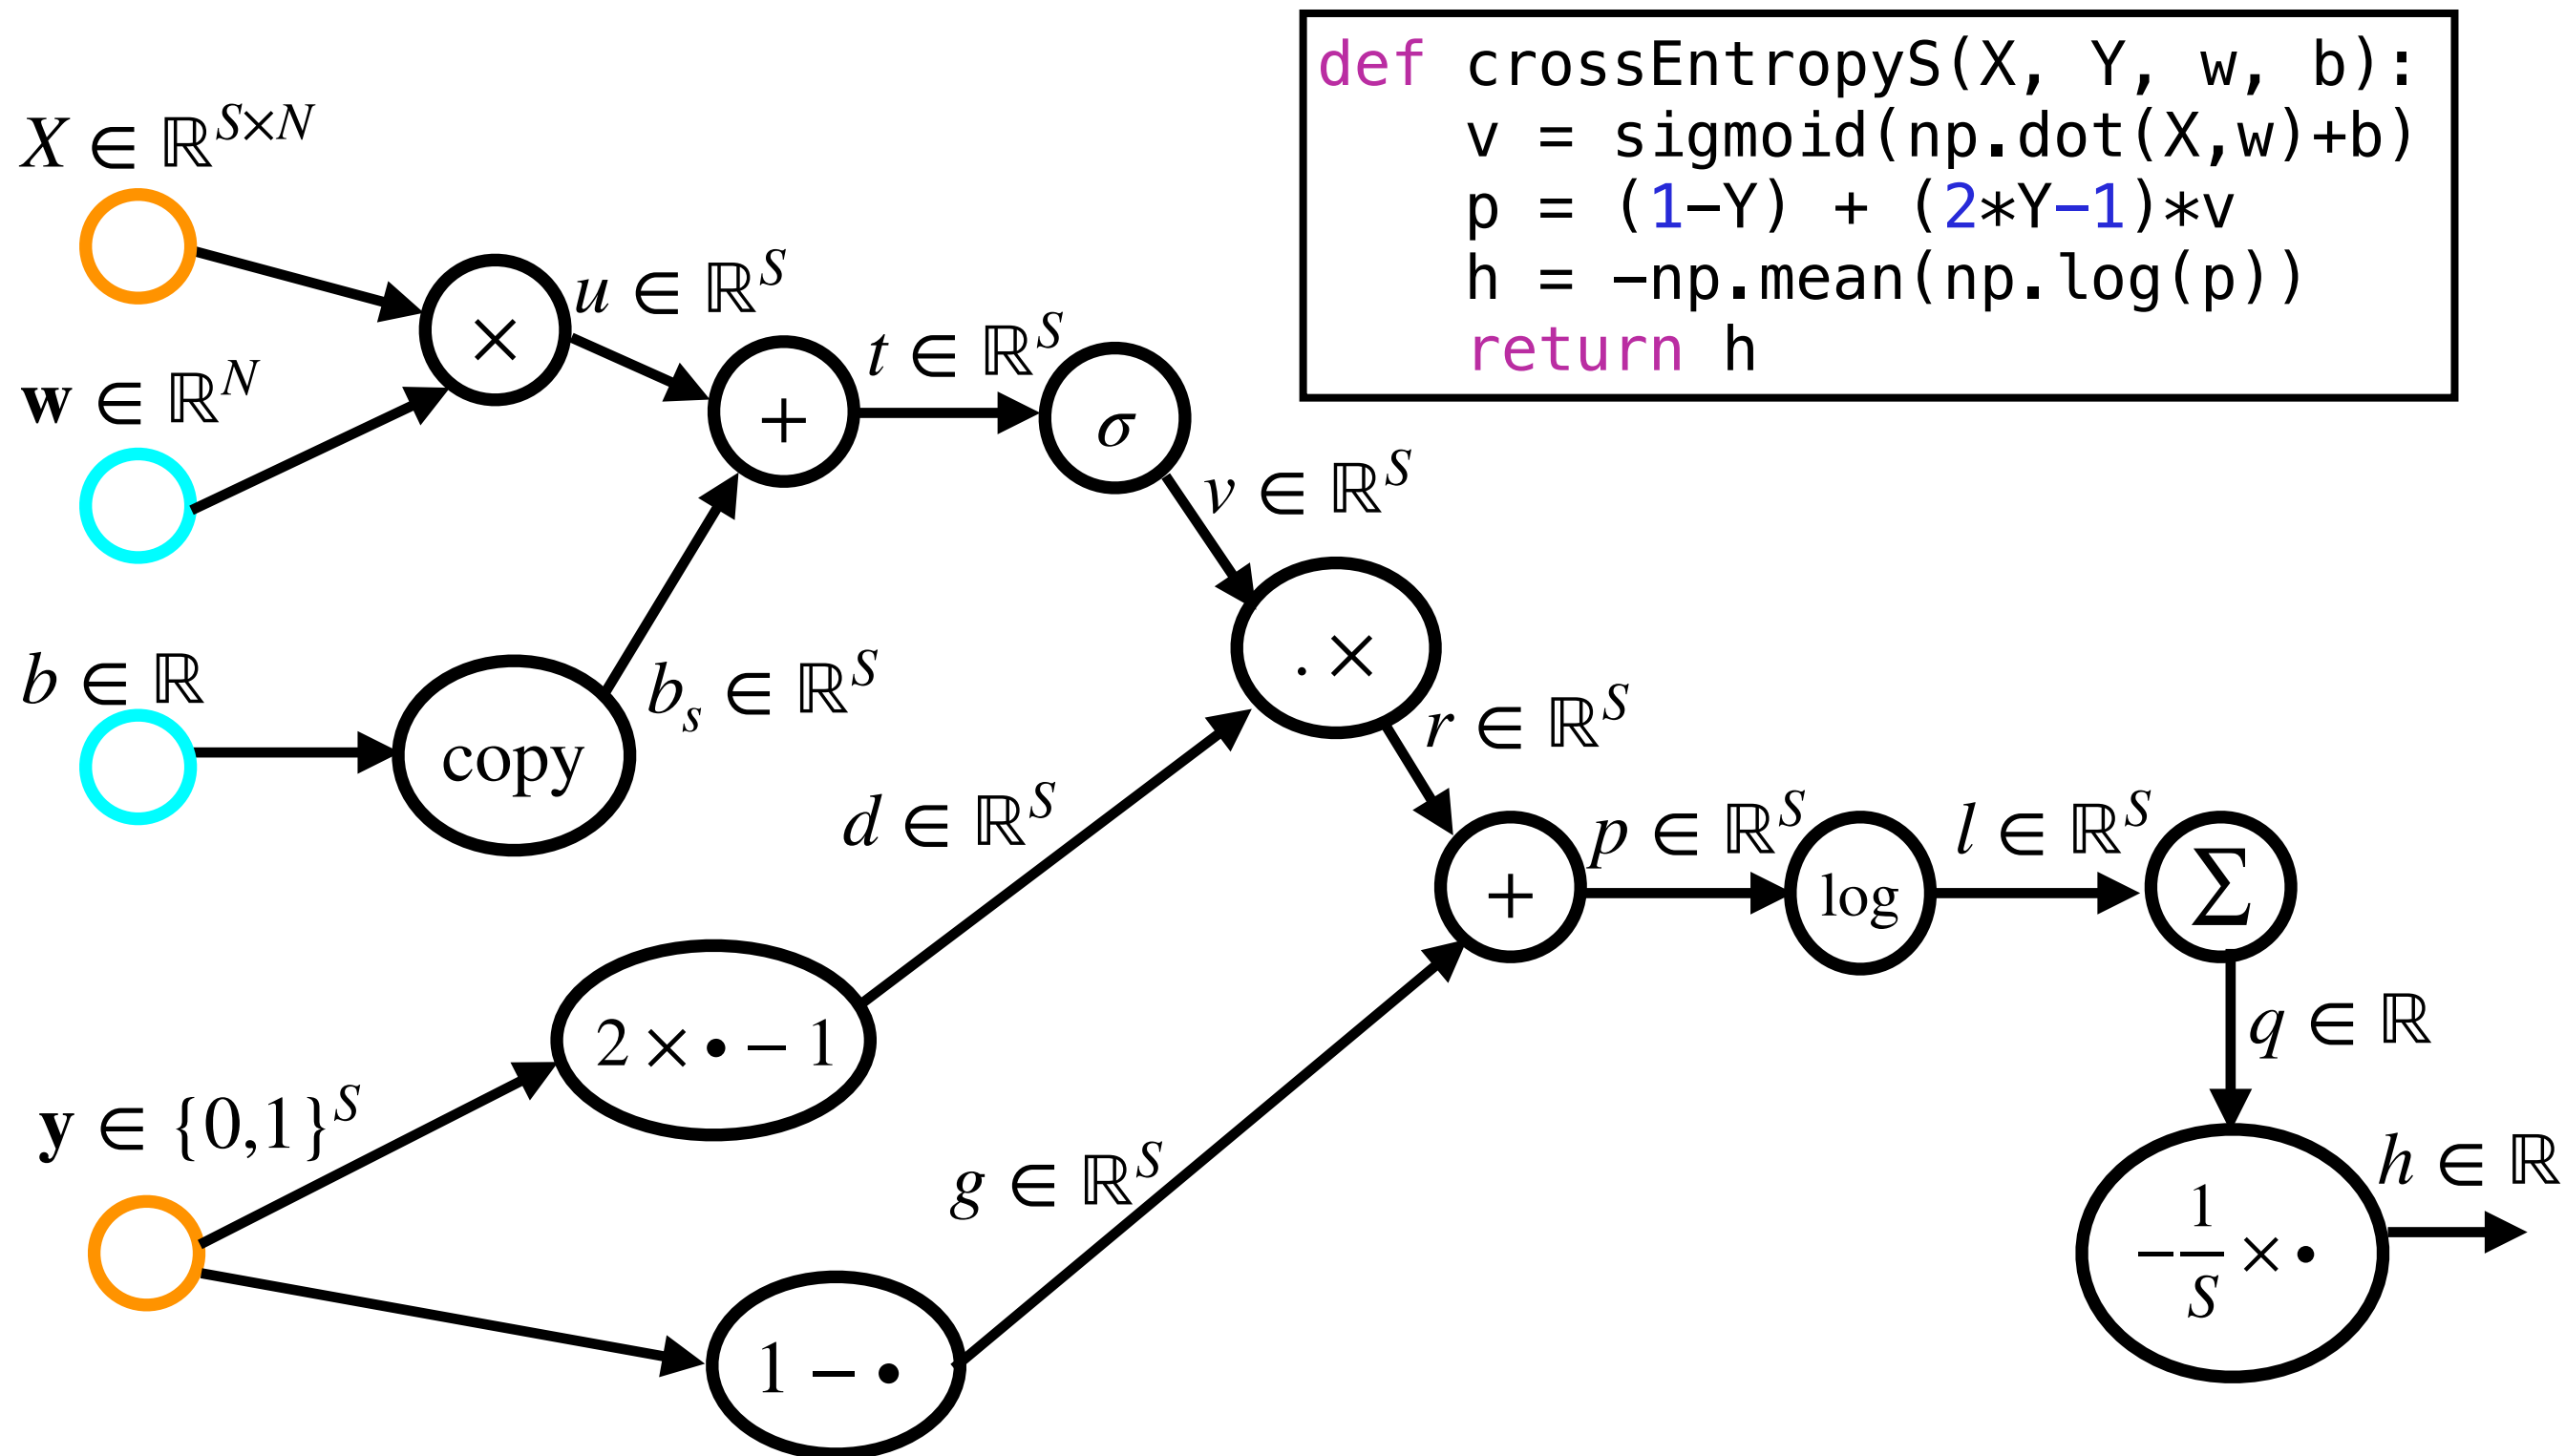 def crossEntropyS(X, Y, w, b):
    v = sigmoid(np.dot(X,w)+b)
    p = (1-Y) + (2*Y-1)*v
    h = -np.mean(np.log(p))
    return h
X ∈ ℝ^{S×N}
×
u ∈ ℝ^S
w ∈ ℝ^N
+
t ∈ ℝ^S
σ
v ∈ ℝ^S
b ∈ ℝ
copy
b_s ∈ ℝ^S
. ×
r ∈ ℝ^S
d ∈ ℝ^S
+
p ∈ ℝ^S
log
l ∈ ℝ^S
∑
2 × • − 1
q ∈ ℝ
y ∈ {0,1}^S
g ∈ ℝ^S
h ∈ ℝ
−1/S × •
1 − •